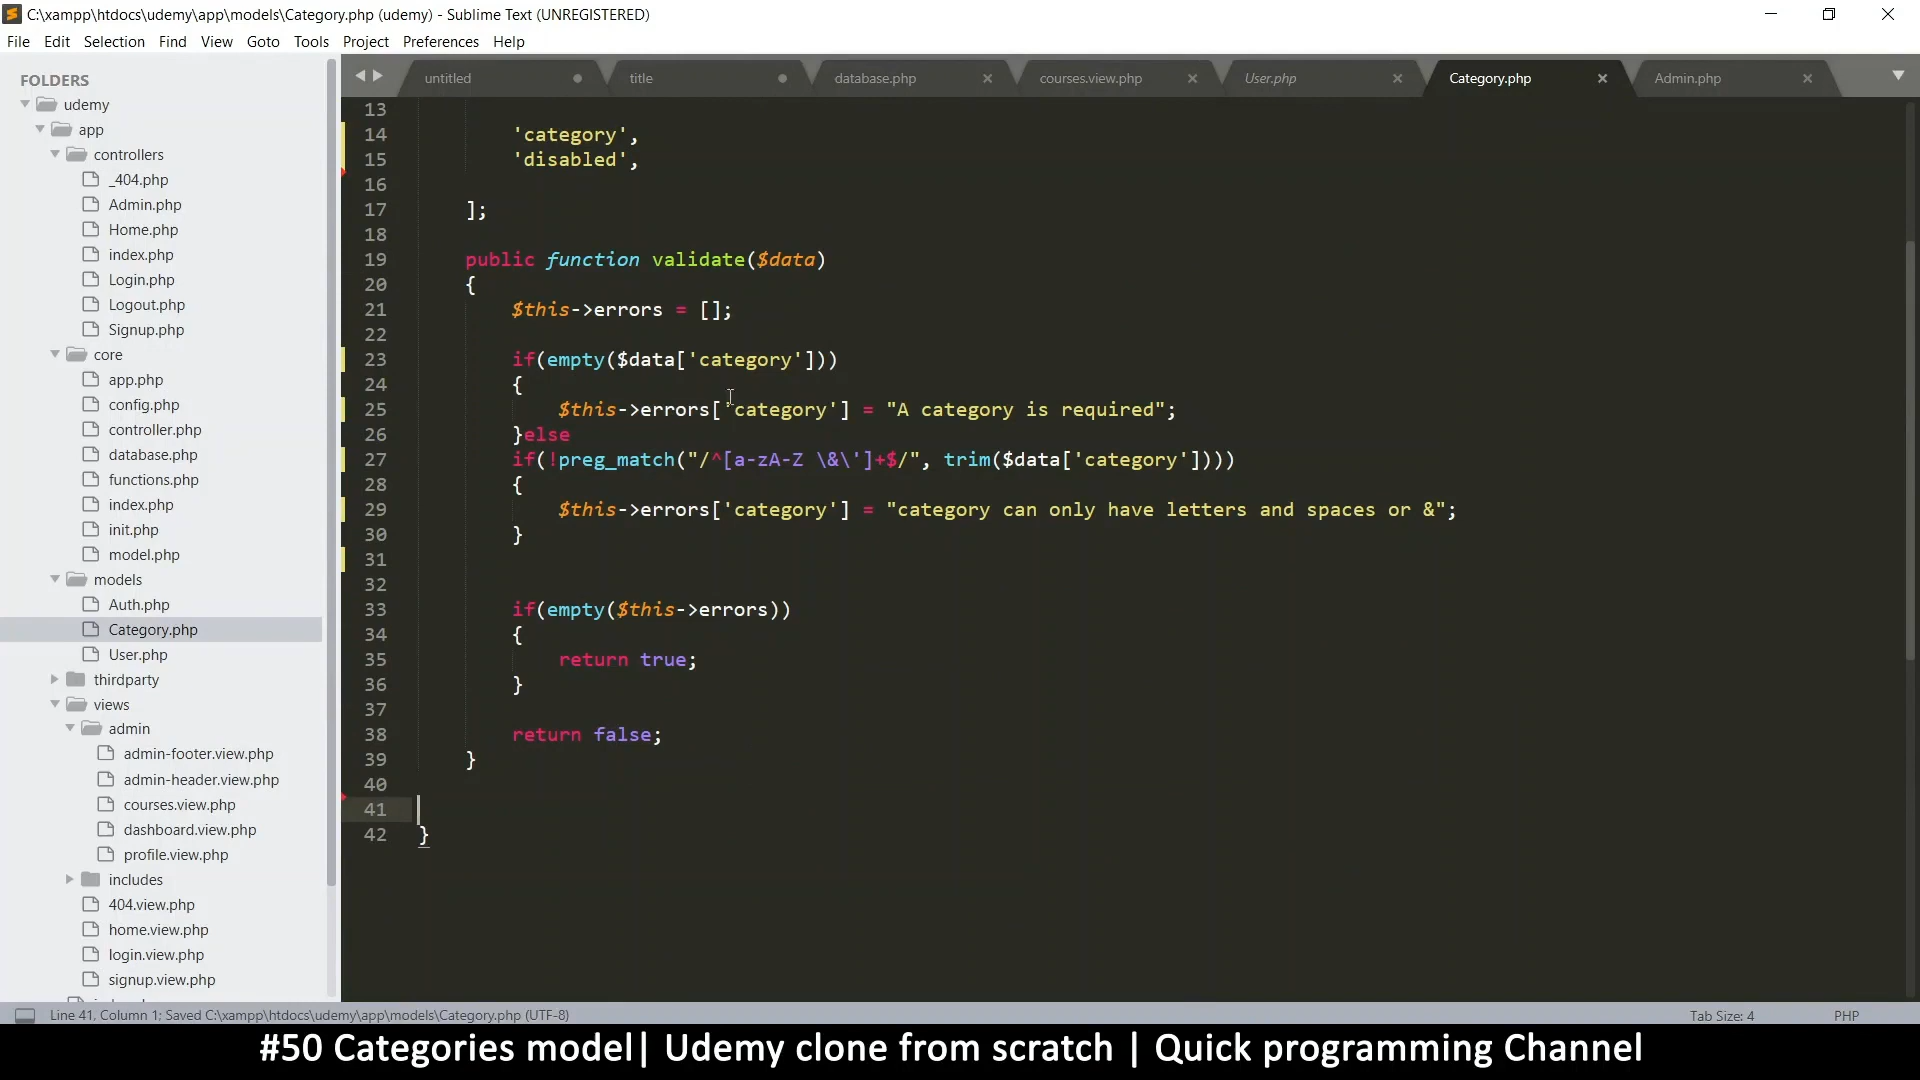 C:\xampp\htdocs\udemy\app\models\Category.php (udemy) - Sublime Text (UNREGISTERED)
File Edit Selection Find View Goto Tools Project Preferences Help
FOLDERS
udemy
app
controllers
_404.php
Admin.php
Home.php
index.php
Login.php
Logout.php
Signup.php
core
app.php
config.php
controller.php
database.php
functions.php
index.php
init.php
model.php
models
Auth.php
Category.php
User.php
thirdparty
views
admin
admin-footer.view.php
admin-header.view.php
courses.view.php
dashboard.view.php
profile.view.php
includes
404.view.php
home.view.php
login.view.php
signup.view.php
untitled title database.php courses.view.php User.php Category.php Admin.php
13
14 'category',
15 'disabled',
16
17 ];
18
19 public function validate($data)
20 {
21 $this->errors = [];
22
23 if(empty($data['category']))
24 {
25 $this->errors['category'] = "A category is required";
26 }else
27 if(!preg_match("/^[a-zA-Z \&\']+$/", trim($data['category'])))
28 {
29 $this->errors['category'] = "category can only have letters and spaces or &";
30 }
31
32
33 if(empty($this->errors))
34 {
35 return true;
36 }
37
38 return false;
39 }
40
41
42 }
Line 41, Column 1; Saved C:\xampp\htdocs\udemy\app\models\Category.php (UTF-8) Tab Size: 4 PHP
#50 Categories model| Udemy clone from scratch | Quick programming Channel